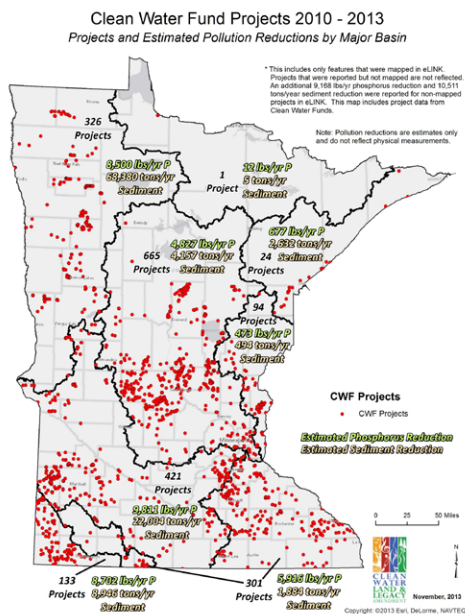 Clean Water Fund Projects 2010 - 2013
Projects and Estimated Pollution Reductions by Major Basin
* This includes only features that were mapped in eLINK.
Projects that were reported but not mapped are not reflected.
An additional 9,168 lbs/yr phosphorus reduction and 10,511
tons/year sediment reduction were reported for non-mapped
projects in eLINK. This map includes project data from
Clean Water Funds.
Note: Pollution reductions are estimates only
and do not reflect physical measurements.
326
Projects
8,500 lbs/yr P
68,380 tons/yr
Sediment
1
Project
12 lbs/yr P
5 tons/yr
Sediment
677 lbs/yr P
2,632 tons/yr
Sediment
24
Projects
4,827 lbs/yr P
4,157 tons/yr
Sediment
665
Projects
94
Projects
473 lbs/yr P
494 tons/yr
Sediment
CWF Projects
CWF Projects
Estimated Phosphorus Reduction
Estimated Sediment Reduction
421
Projects
9,811 lbs/yr P
22,004 tons/yr
Sediment
0 25 50 Miles
N
133
Projects
8,702 lbs/yr P
8,946 tons/yr
Sediment
301
Projects
5,916 lbs/yr P
1,884 tons/yr
Sediment
CLEAN
WATER
LAND &
LEGACY
AMENDMENT
November, 2013
Copyright:©2013 Esri, DeLorme, NAVTEQ